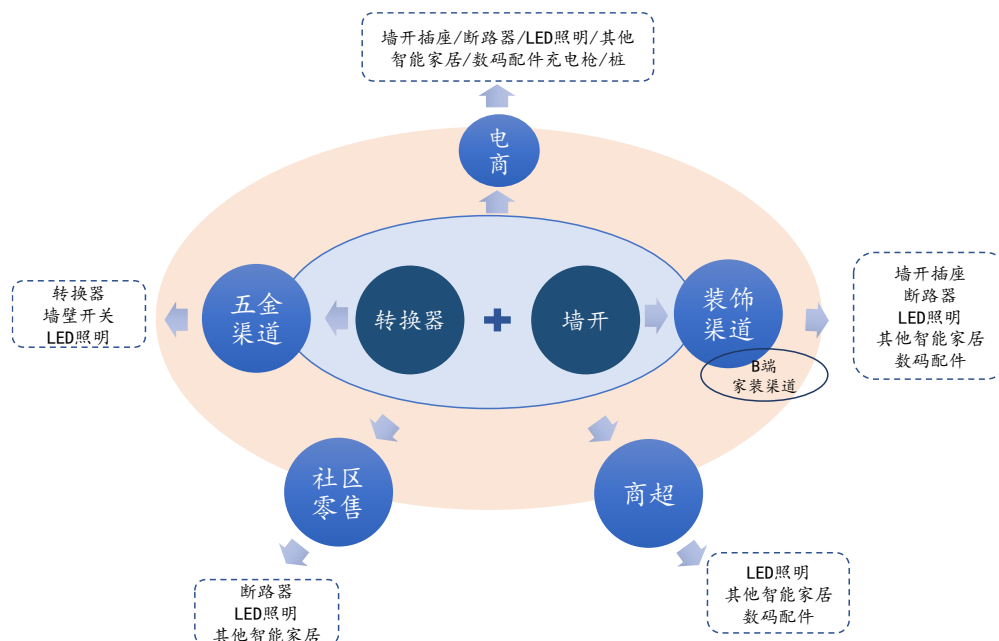 墙开插座/断路器/LED照明/其他
智能家居/数码配件充电枪/桩
电
商
五金
渠道
转换器
墙开
装饰
渠道
B端
家装渠道
转换器
墙壁开关
LED照明
墙开插座
断路器
LED照明
其他智能家居
数码配件
社区
零售
商超
断路器
LED照明
其他智能家居
LED照明
其他智能家居
数码配件